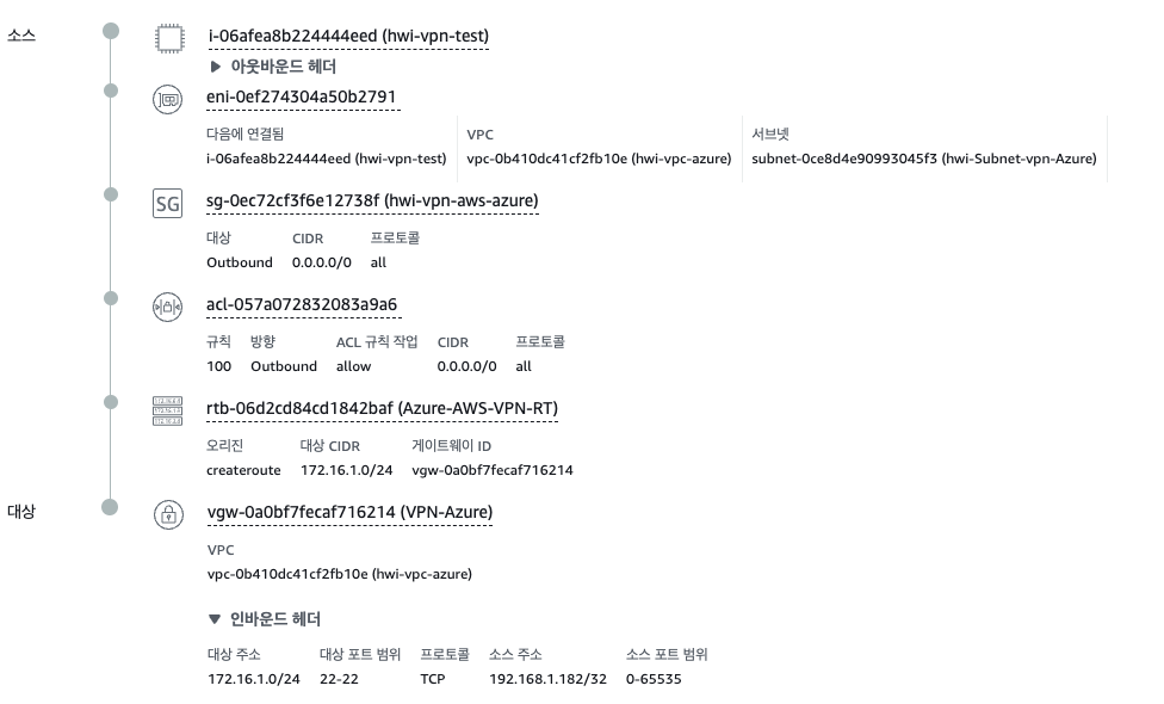 소스
i-06afea8b224444eed (hwi-vpn-test)
▶ 아웃바운드 헤더
eni-0ef274304a50b2791
다음에 연결됨 VPC 서브넷
i-06afea8b224444eed (hwi-vpn-test) vpc-0b410dc41cf2fb10e (hwi-vpc-azure) subnet-0ce8d4e90993045f3 (hwi-Subnet-vpn-Azure)
SG sg-0ec72cf3f6e12738f (hwi-vpn-aws-azure)
대상 CIDR 프로토콜
Outbound 0.0.0.0/0 all
acl-057a072832083a9a6
규칙 방향 ACL 규칙 작업 CIDR 프로토콜
100 Outbound allow 0.0.0.0/0 all
rtb-06d2cd84cd1842baf (Azure-AWS-VPN-RT)
오리진 대상 CIDR 게이트웨이 ID
createroute 172.16.1.0/24 vgw-0a0bf7fecaf716214
대상 vgw-0a0bf7fecaf716214 (VPN-Azure)
VPC
vpc-0b410dc41cf2fb10e (hwi-vpc-azure)
▼ 인바운드 헤더
대상 주소 대상 포트 범위 프로토콜 소스 주소 소스 포트 범위
172.16.1.0/24 22-22 TCP 192.168.1.182/32 0-65535